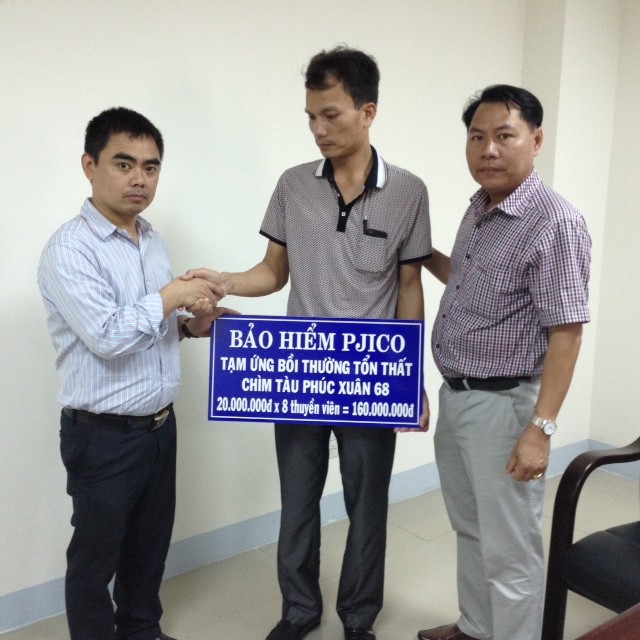 BẢO HIỂM PJICO
TẠM ỨNG BỒI THƯỜNG TỔN THẤT
CHÌM TÀU PHÚC XUÂN 68
20.000.000đ x 8 thuyền viên = 160.000.000đ